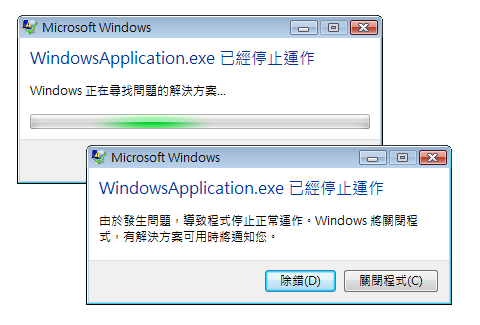 Microsoft Windows
WindowsApplication.exe 已經停止運作
Windows 正在尋找問題的解決方案...
Microsoft Windows
WindowsApplication.exe 已經停止運作
由於發生問題，導致程式停止正常運作。Windows 將關閉程
式，有解決方案可用時將通知您。
除錯(D)
關閉程式(C)